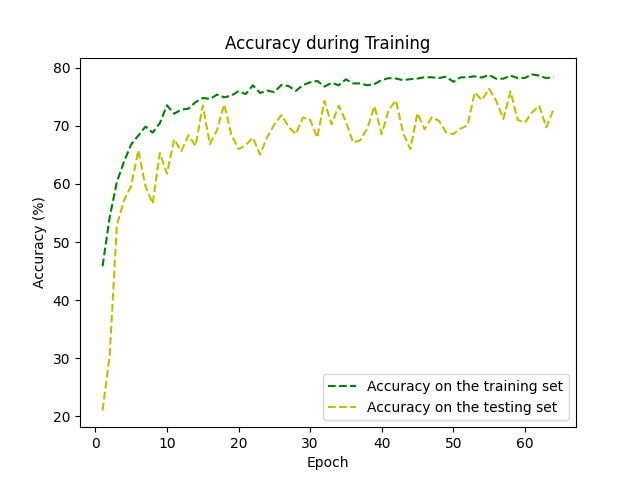 Accuracy during Training
80
70
60
50
40
30
20
Accuracy (%)
0 10 20 30 40 50 60
Epoch
Accuracy on the training set
Accuracy on the testing set